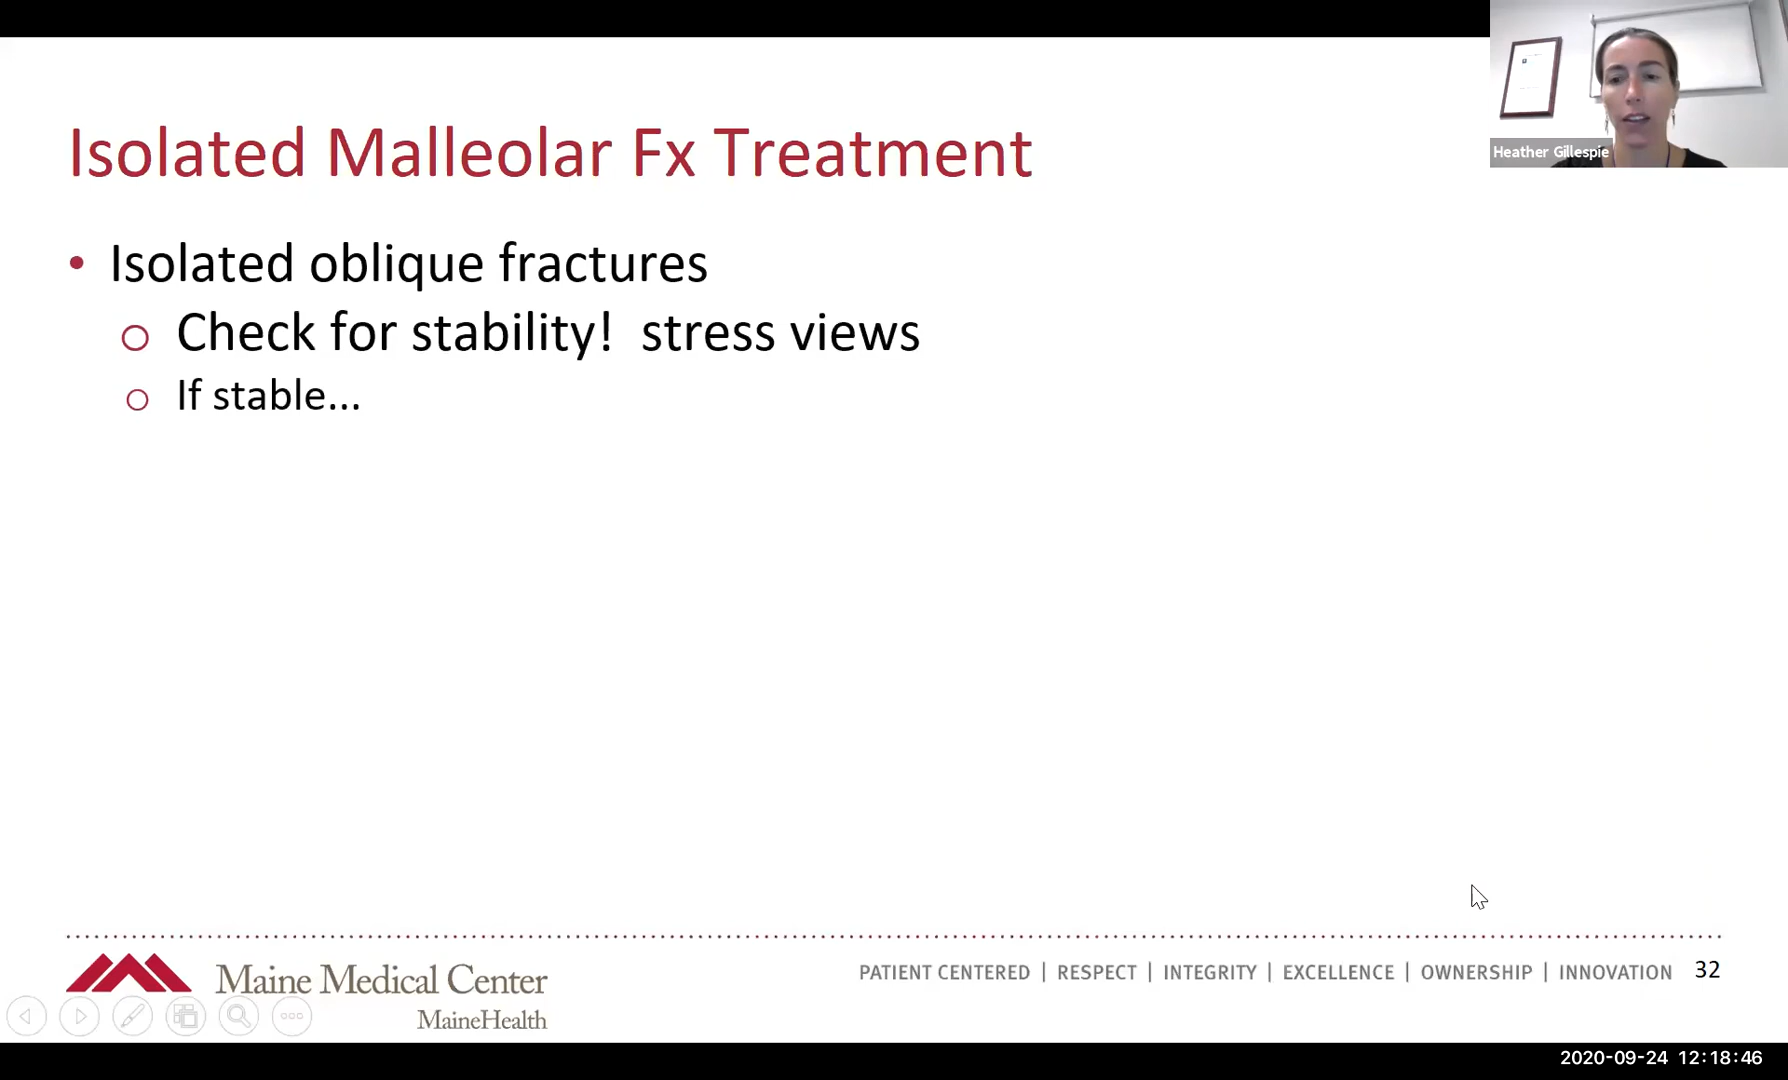 Heather Gillespie
Isolated Malleolar Fx Treatment
• Isolated oblique fractures
o Check for stability!  stress views
o If stable...
Maine Medical Center
MaineHealth
PATIENT CENTERED | RESPECT | INTEGRITY | EXCELLENCE | OWNERSHIP | INNOVATION 32
2020-09-24 12:18:46